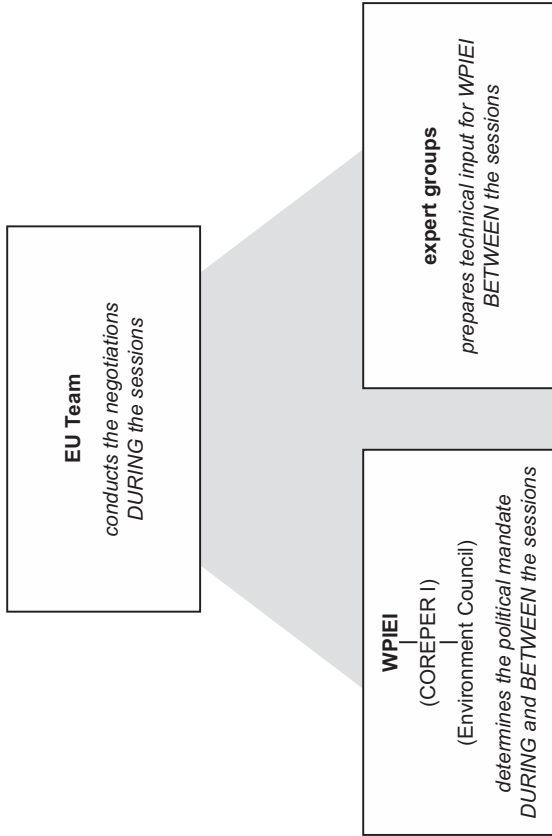 EU Team
conducts the negotiations
DURING the sessions
WPIEI
(COREPER I)
(Environment Council)
determines the political mandate
DURING and BETWEEN the sessions
expert groups
prepares technical input for WPIEI
BETWEEN the sessions